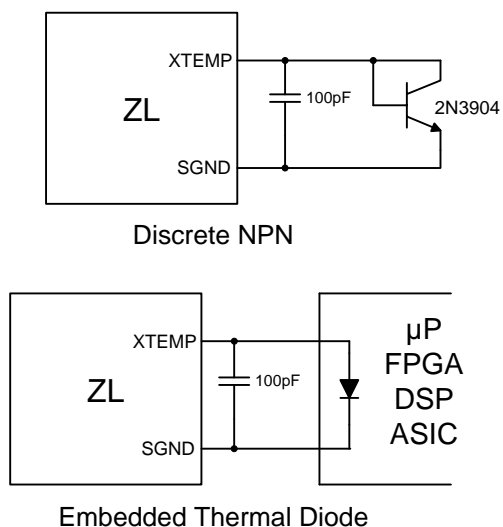 XTEMP
100pF
ZL
2N3904
SGND
Discrete NPN
XTEMP
µP
FPGA
DSP
ASIC
100pF
ZL
SGND
Embedded Thermal Diode